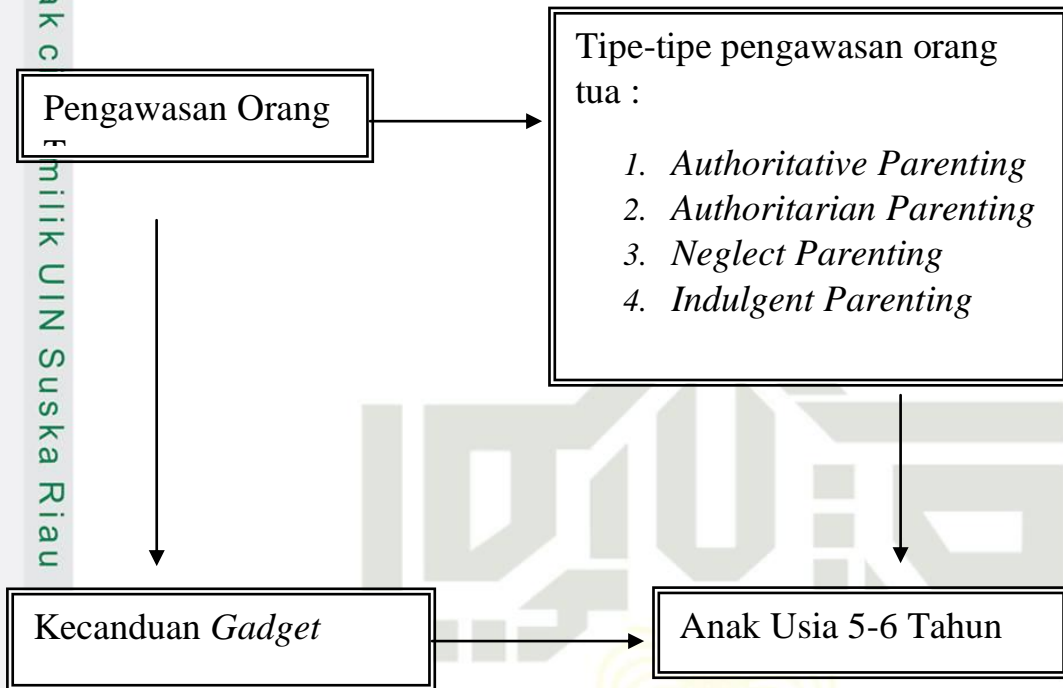 milik UIN Suska Riau
Pengawasan Orang
Tipe-tipe pengawasan orang
tua :
1. Authoritative Parenting
2. Authoritarian Parenting
3. Neglect Parenting
4. Indulgent Parenting
Kecanduan Gadget
Anak Usia 5-6 Tahun